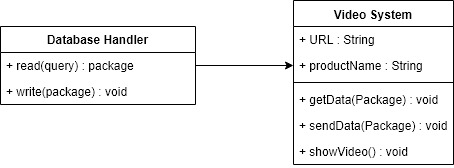 Database Handler
+ read(query) : package
+ write(package) : void
Video System
+ URL : String
+ productName : String
+ getData(Package) : void
+ sendData(Package) : void
+ showVideo() : void